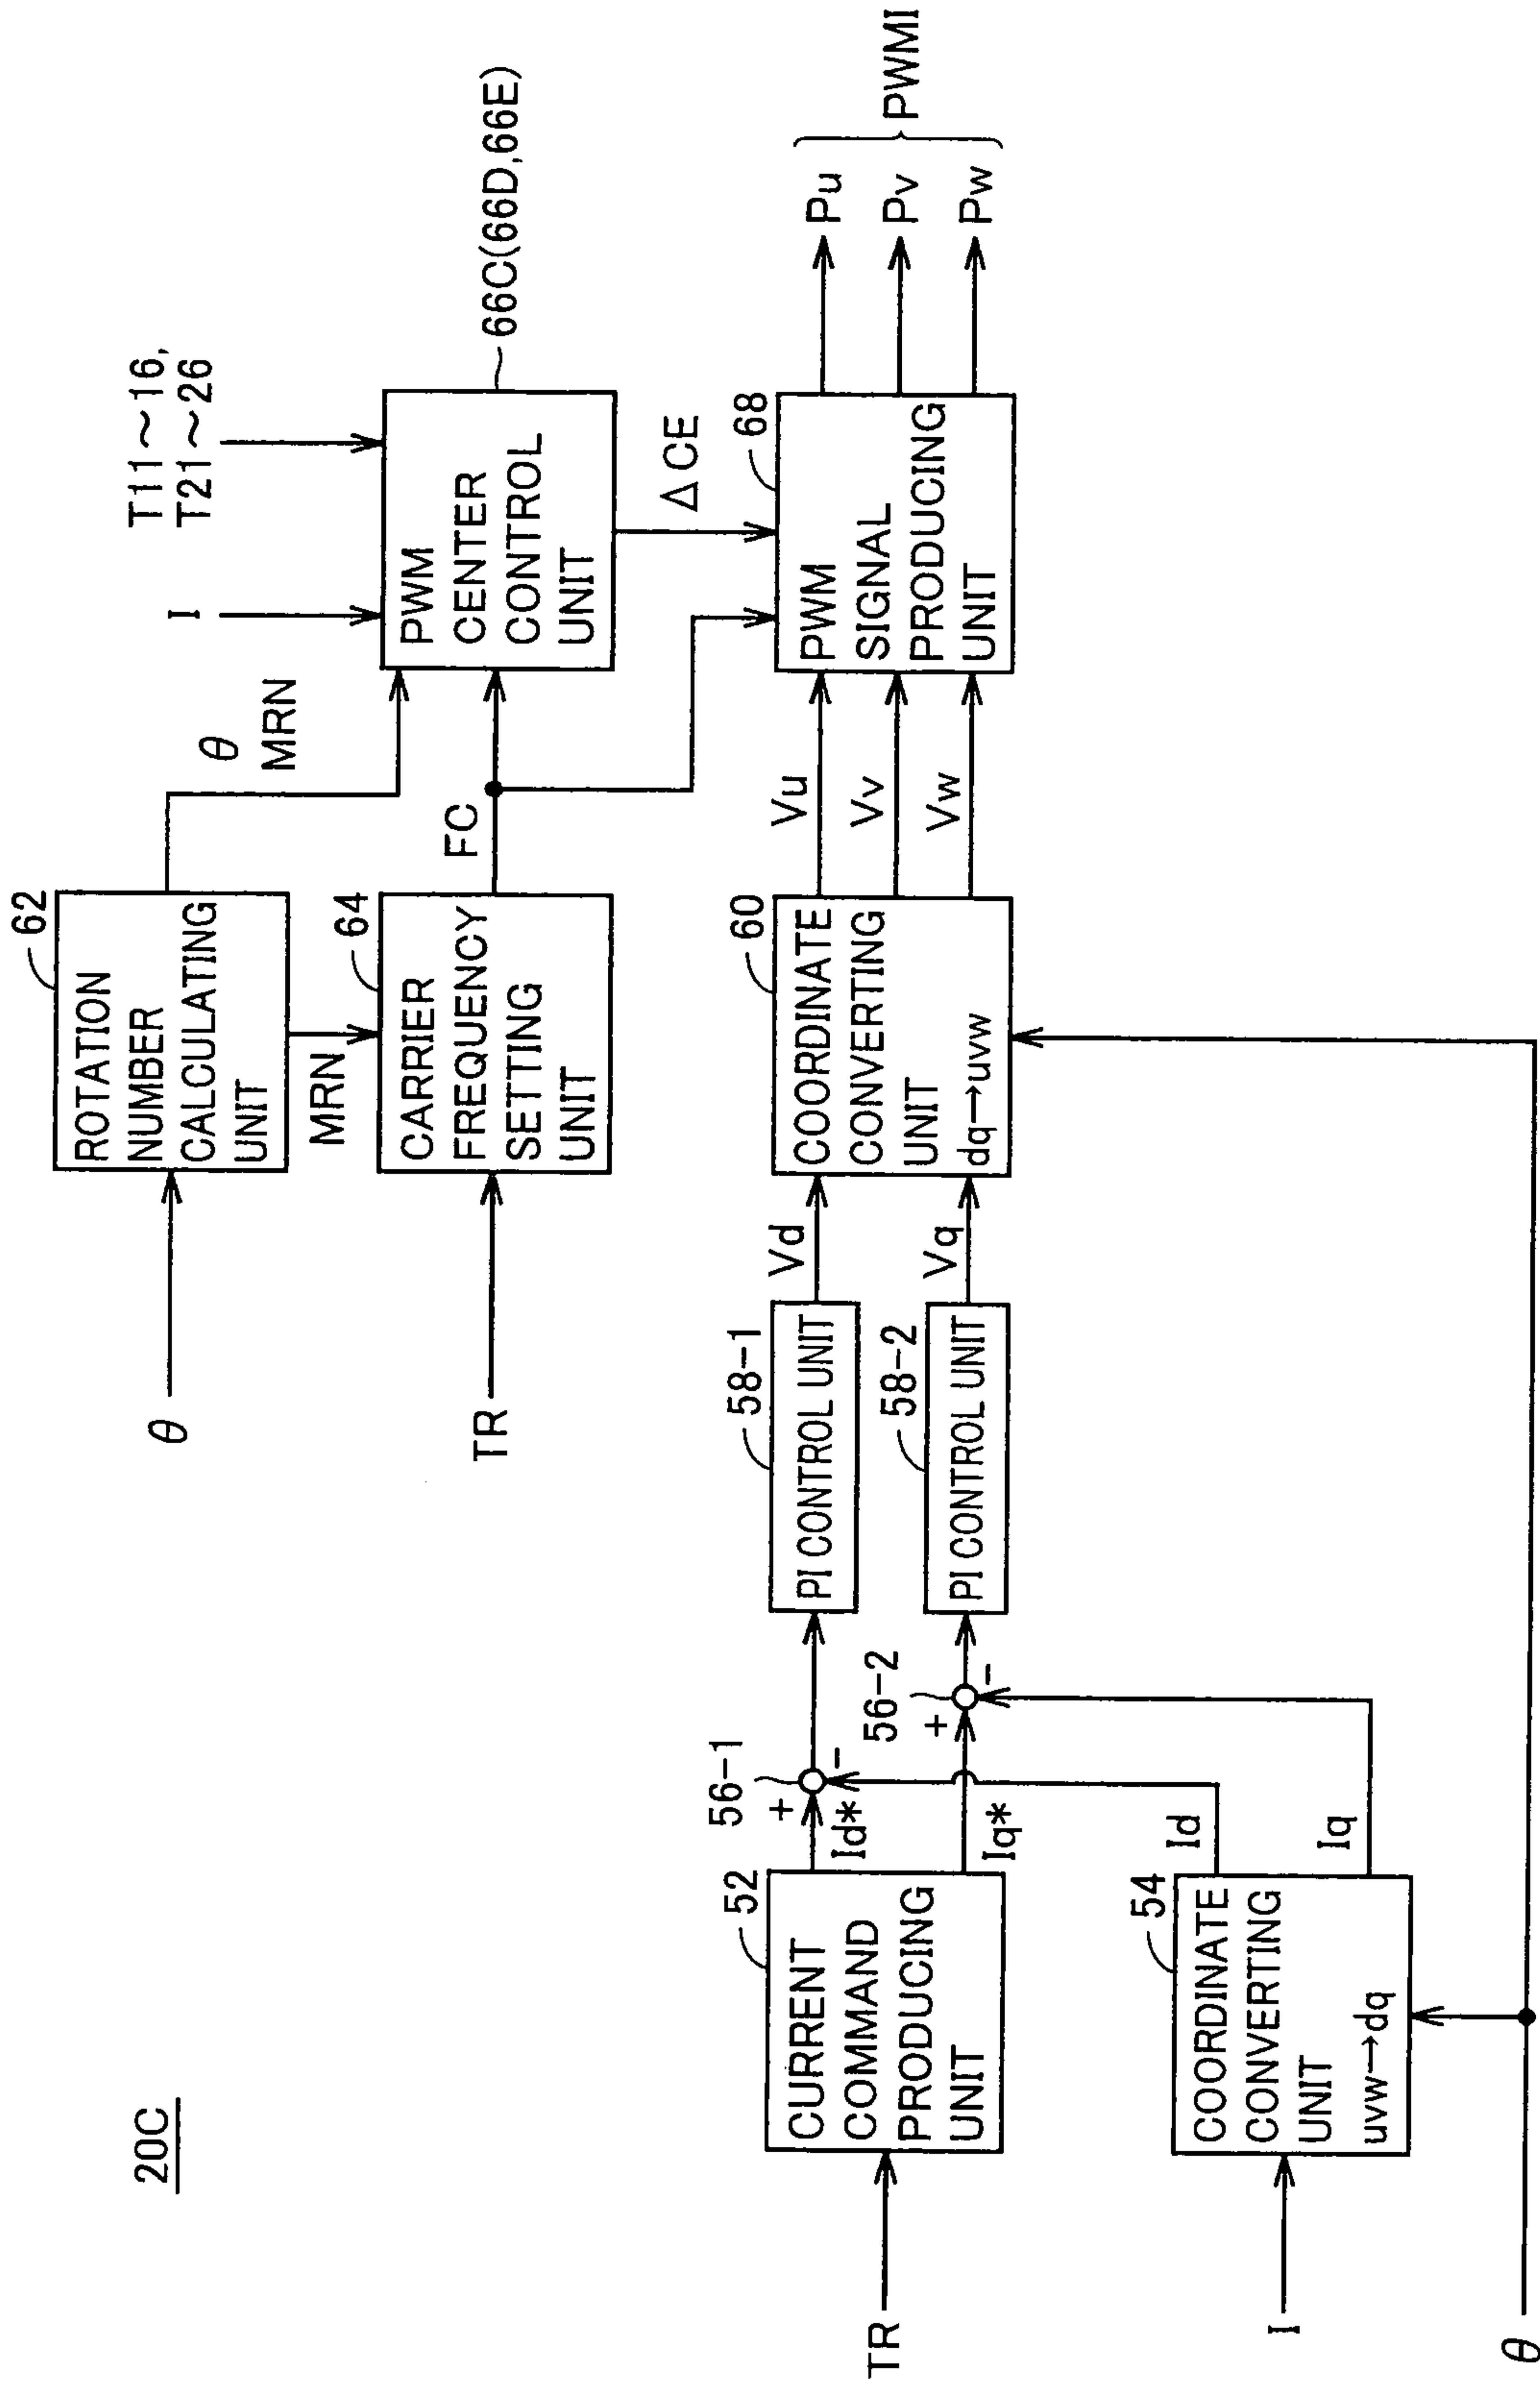 20C
θ
62
ROTATION
NUMBER
CALCULATING
UNIT
θ
MRN
MRN
TR
64
CARRIER
FREQUENCY
SETTING
UNIT
FC
I
T11~16,
T21~26
PWM
CENTER
CONTROL
UNIT
66C(66D,66E)
ΔCE
TR
52
CURRENT
COMMAND
PRODUCING
UNIT
Id*
Iq*
56-1
+
-
56-2
+
-
58-1
PI CONTROL UNIT
58-2
PI CONTROL UNIT
Vd
Vq
60
COORDINATE
CONVERTING
UNIT
dq→uvw
Vu
Vv
Vw
68
PWM
SIGNAL
PRODUCING
UNIT
Pu
Pv
Pw
PWMI
I
54
COORDINATE
CONVERTING
UNIT
uvw→dq
Id
Iq
θ